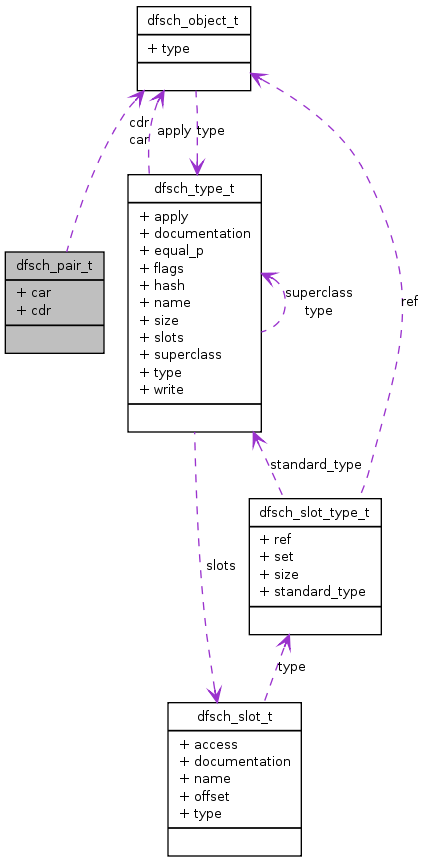 dfsch_object_t
+ type
cdr
car
apply
type
dfsch_type_t
+ apply
+ documentation
+ equal_p
+ flags
+ hash
+ name
+ size
+ slots
+ superclass
+ type
+ write
dfsch_pair_t
+ car
+ cdr
superclass
type
ref
standard_type
dfsch_slot_type_t
+ ref
+ set
+ size
+ standard_type
slots
type
dfsch_slot_t
+ access
+ documentation
+ name
+ offset
+ type